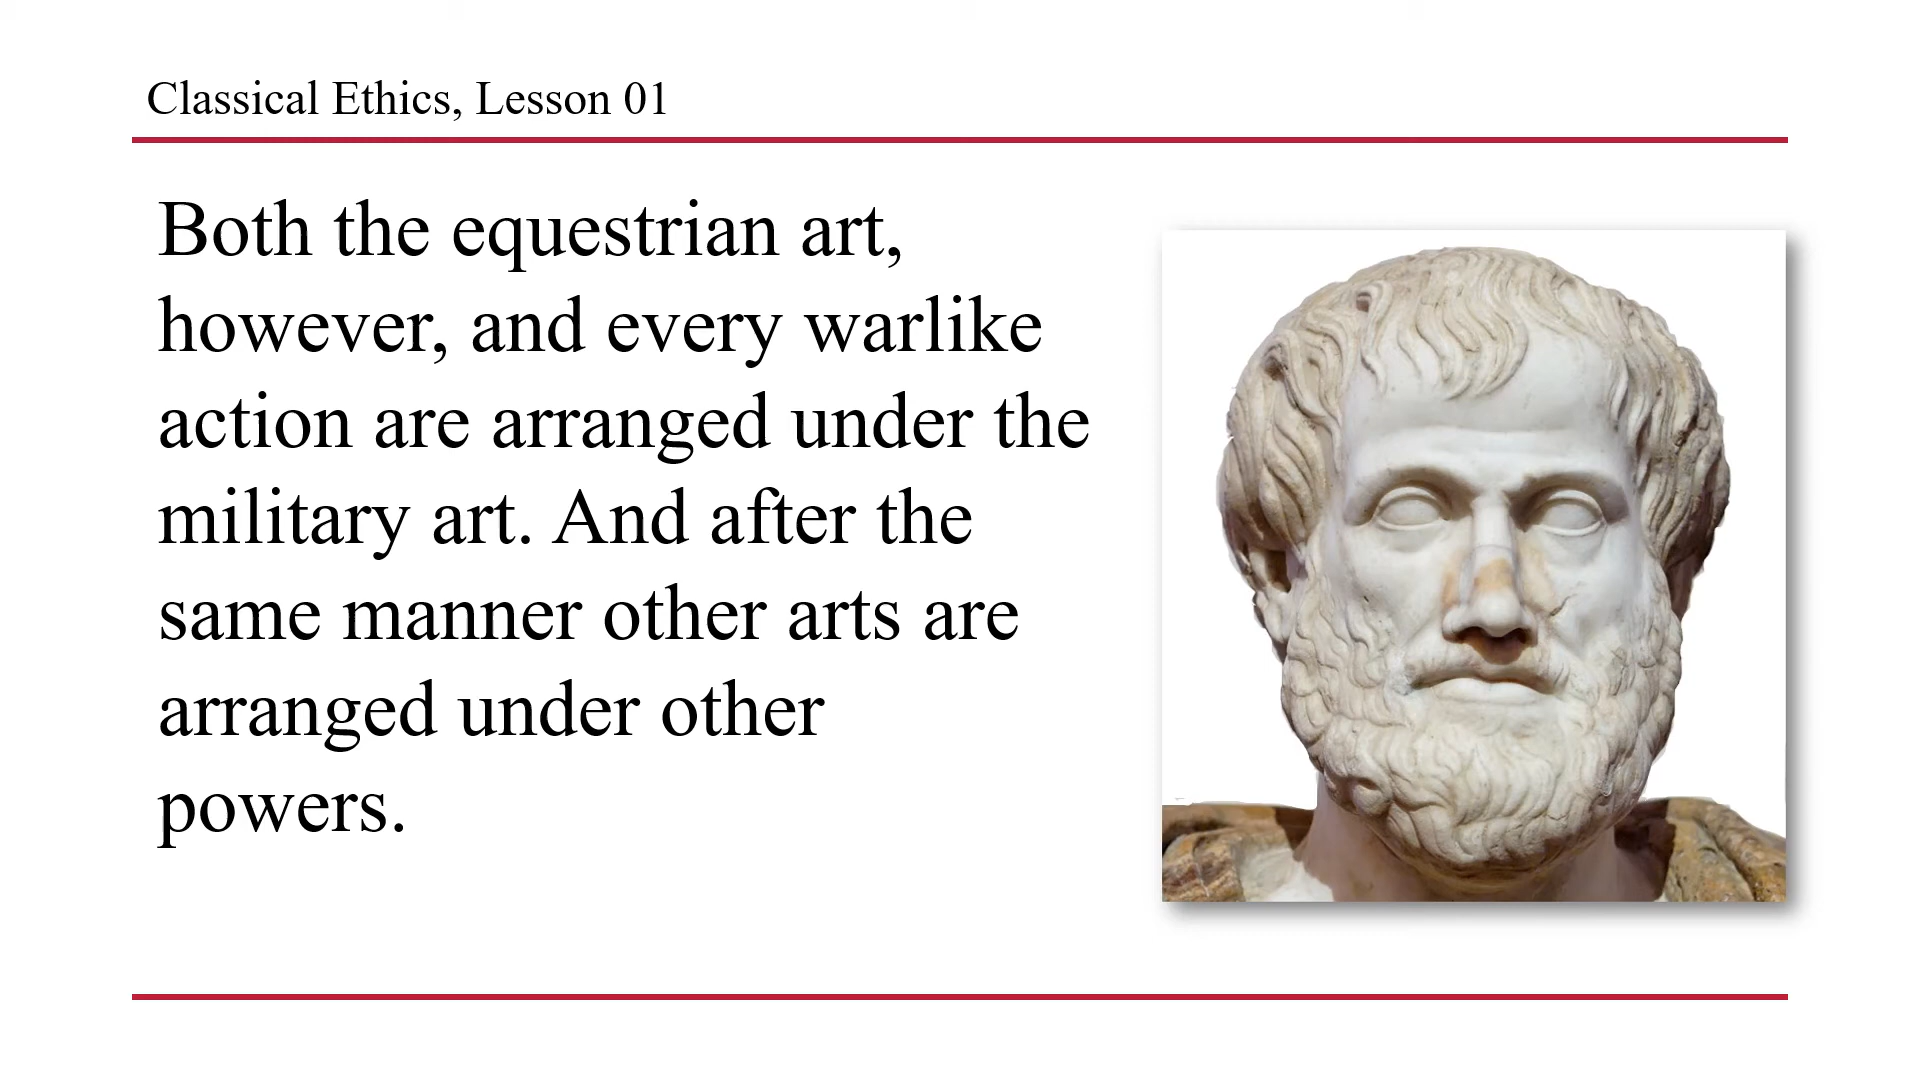 Classical Ethics, Lesson 01
Both the equestrian art,
however, and every warlike
action are arranged under the
military art. And after the
same manner other arts are
arranged under other
powers.